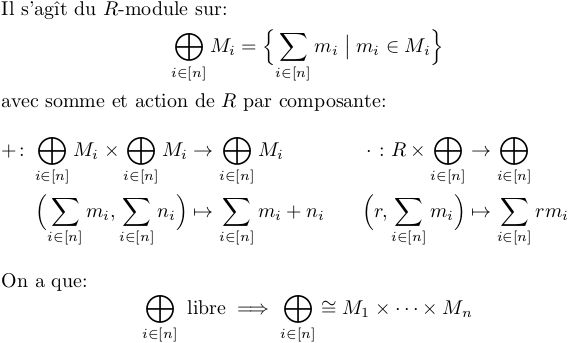 Il s'agît du R-module sur:
⨁_{i∈[n]} M_i = { ∑_{i∈[n]} m_i | m_i ∈ M_i }
avec somme et action de R par composante:
+: ⨁_{i∈[n]} M_i × ⨁_{i∈[n]} M_i → ⨁_{i∈[n]} M_i   · : R × ⨁_{i∈[n]} → ⨁_{i∈[n]}
( ∑_{i∈[n]} m_i, ∑_{i∈[n]} n_i ) ↦ ∑_{i∈[n]} m_i + n_i   ( r, ∑_{i∈[n]} m_i ) ↦ ∑_{i∈[n]} rm_i
On a que:
⨁_{i∈[n]} libre ⟹ ⨁_{i∈[n]} ≅ M_1 × ⋯ × M_n